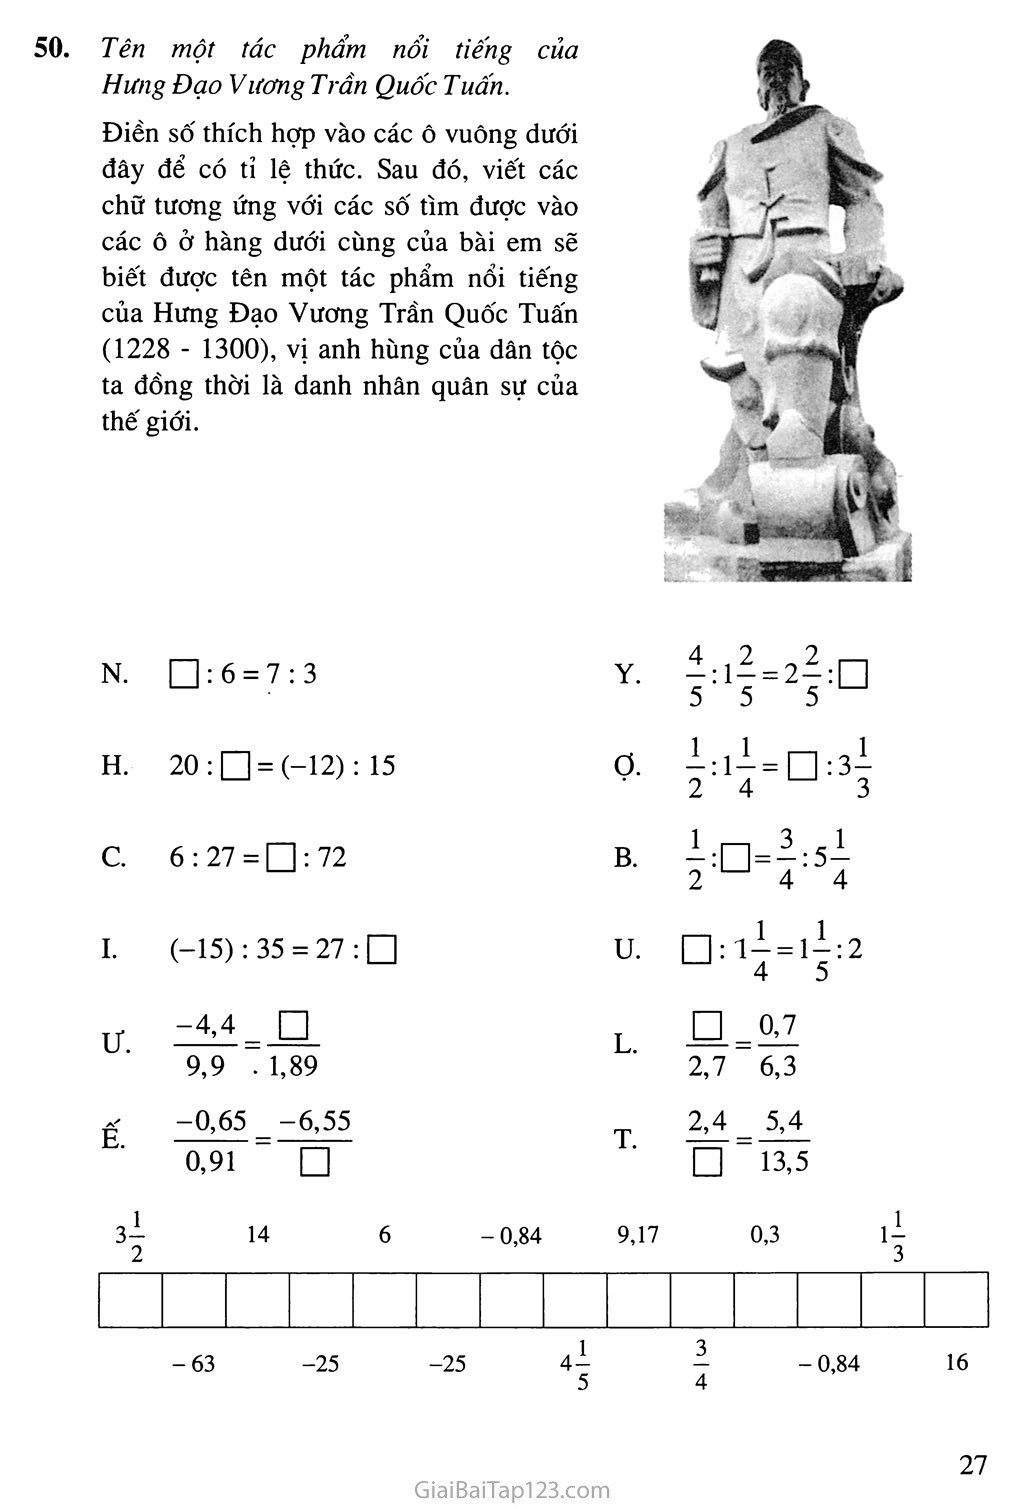 50. Tên một tác phẩm nổi tiếng của
Hưng Đạo Vương Trần Quốc Tuấn.
Điền số thích hợp vào các ô vuông dưới
đây để có tỉ lệ thức. Sau đó, viết các
chữ tương ứng với các số tìm được vào
các ô ở hàng dưới cùng của bài em sẽ
biết được tên một tác phẩm nổi tiếng
của Hưng Đạo Vương Trần Quốc Tuấn
(1228 - 1300), vị anh hùng của dân tộc
ta đồng thời là danh nhân quân sự của
thế giới.
N. □ : 6 = 7 : 3
Y. 4/5 : 1 2/5 = 2 2/5 : □
H. 20 : □ = (−12) : 15
Ợ. 1/2 : 1 1/4 = □ : 3 1/3
C. 6 : 27 = □ : 72
B. 1/2 : □ = 3/4 : 5 1/4
I. (−15) : 35 = 27 : □
U. □ : 1 1/4 = 1 1/5 : 2
Ư. −4,4/9,9 = □/1,89
L. □/2,7 = 0,7/6,3
Ế. −0,65/0,91 = −6,55/□
T. 2,4/□ = 5,4/13,5
3 1/2 14 6 − 0,84 9,17 0,3 1 1/3
− 63 −25 −25 4 1/5 3/4 − 0,84 16
27
GiaiBaiTap123.com